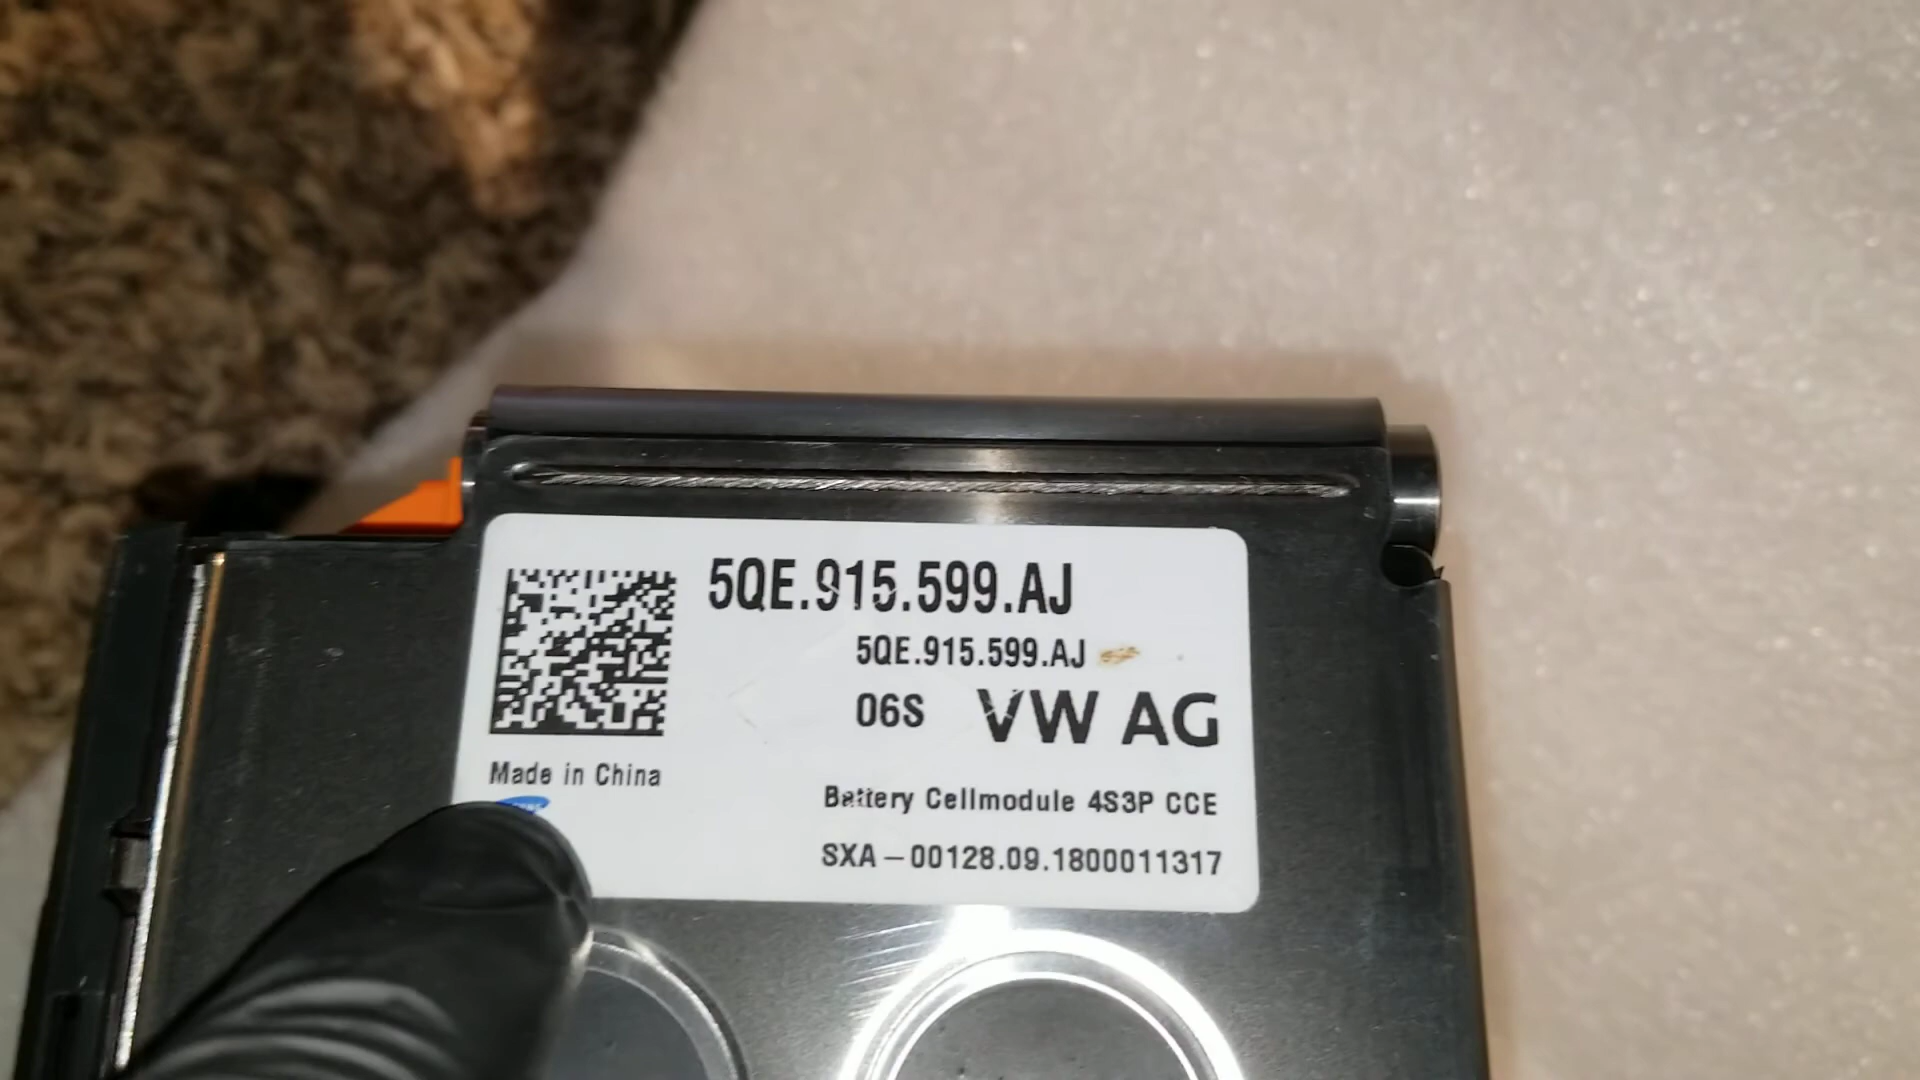 5QE.915.599.AJ
5QE.915.599.AJ
06S VW AG
Made in China
Battery Cellmodule 4S3P CCE
SXA-00128.09.1800011317